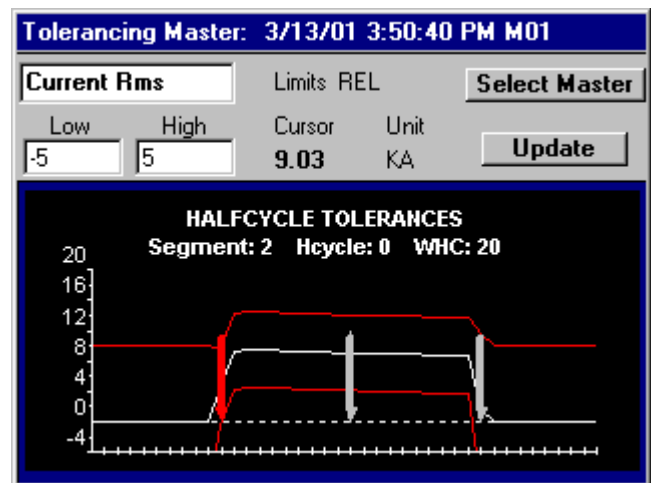 Tolerancing Master: 3/13/01 3:50:40 PM M01
Current Rms Limits REL Select Master
Low High Cursor Unit
-5 5 9.03 KA Update
HALFCYCLE TOLERANCES
Segment: 2 Hcycle: 0 WHC: 20
20
16
12
8
4
0
-4